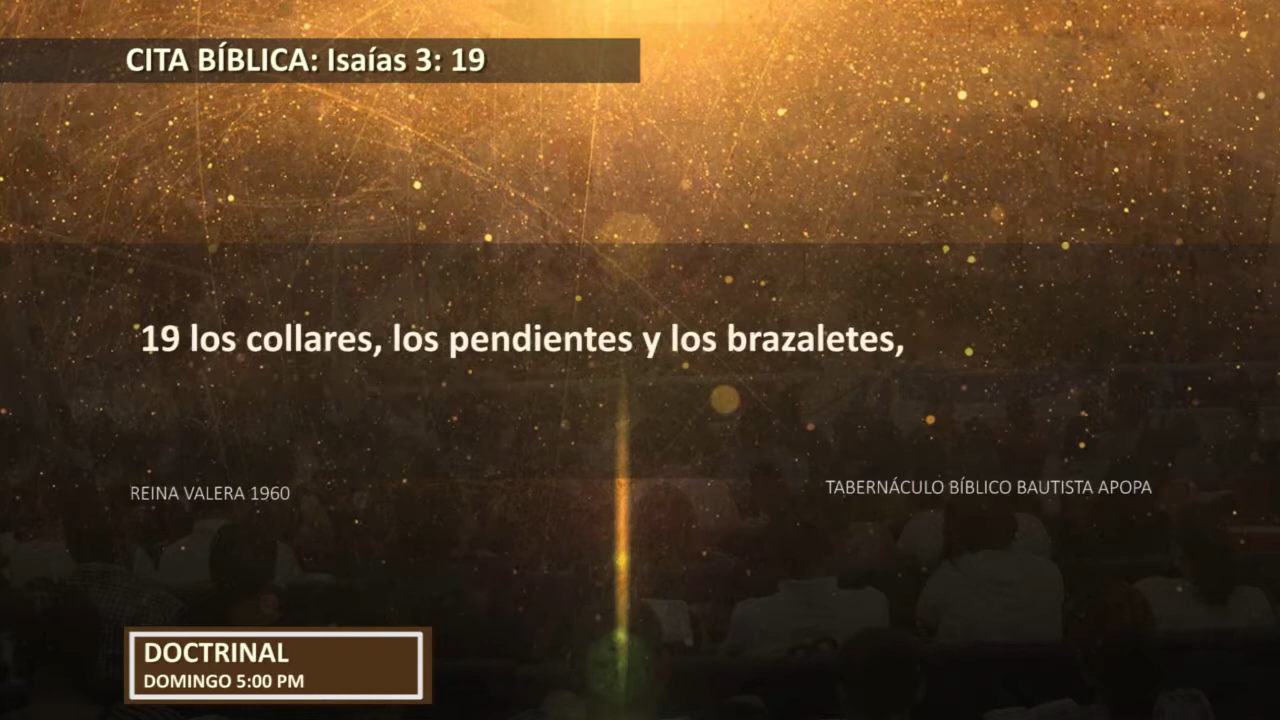 CITA BÍBLICA: Isaías 3: 19
19 los collares, los pendientes y los brazaletes,
REINA VALERA 1960
TABERNÁCULO BÍBLICO BAUTISTA APOPA
DOCTRINAL
DOMINGO 5:00 PM